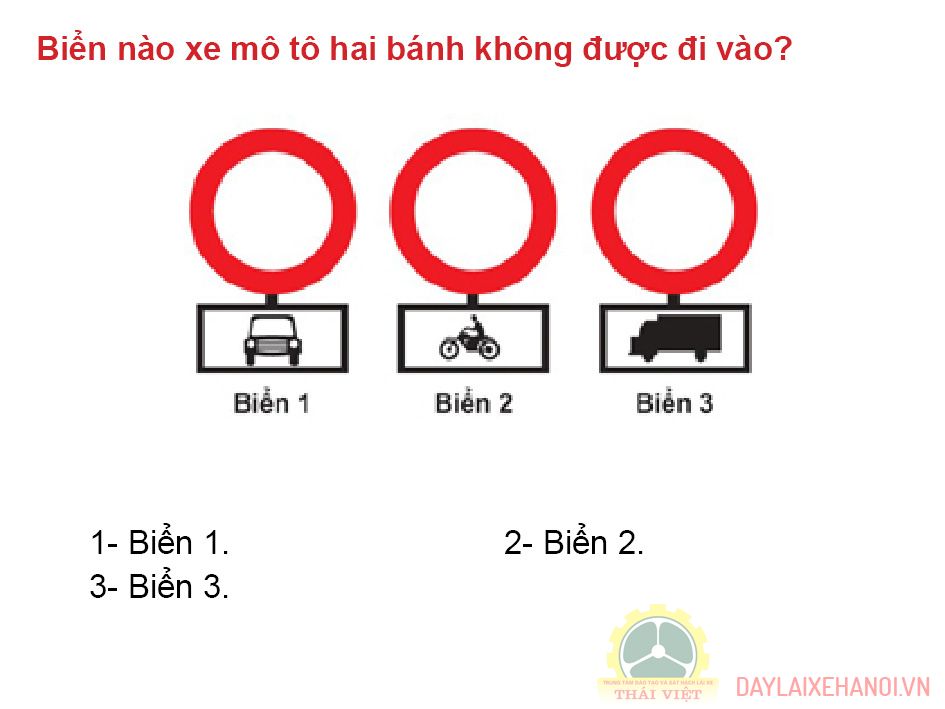 Biển nào xe mô tô hai bánh không được đi vào?
Biển 1 Biển 2 Biển 3
1- Biển 1. 2- Biển 2.
3- Biển 3.
TRUNG TÂM ĐÀO TẠO VÀ SÁT HẠCH LÁI XE
THÁI VIỆT
DAYLAIXEHANOI.VN